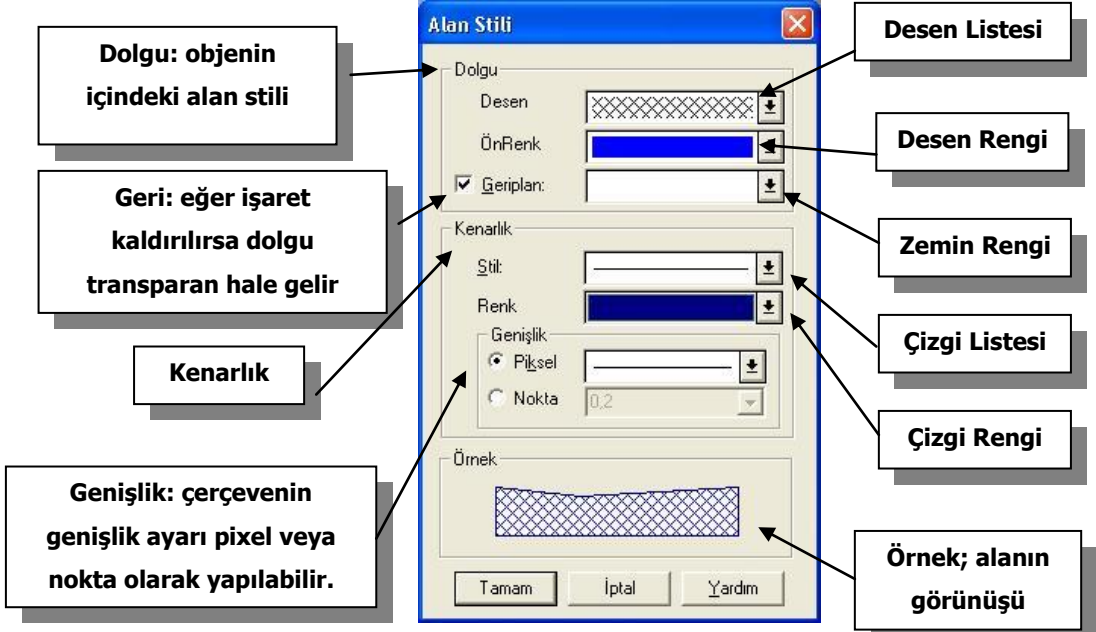 Dolgu: objenin
içindeki alan stili
Geri: eğer işaret
kaldırılırsa dolgu
transparan hale gelir
Kenarlık
Genişlik: çerçevenin
genişlik ayarı pixel veya
nokta olarak yapılabilir.
Alan Stili
Dolgu
Desen
ÖnRenk
Geriplan:
Kenarlık
Stil:
Renk
Genişlik
Piksel
Nokta
0,2
Örnek
Tamam
İptal
Yardım
Desen Listesi
Desen Rengi
Zemin Rengi
Çizgi Listesi
Çizgi Rengi
Örnek; alanın
görünüşü